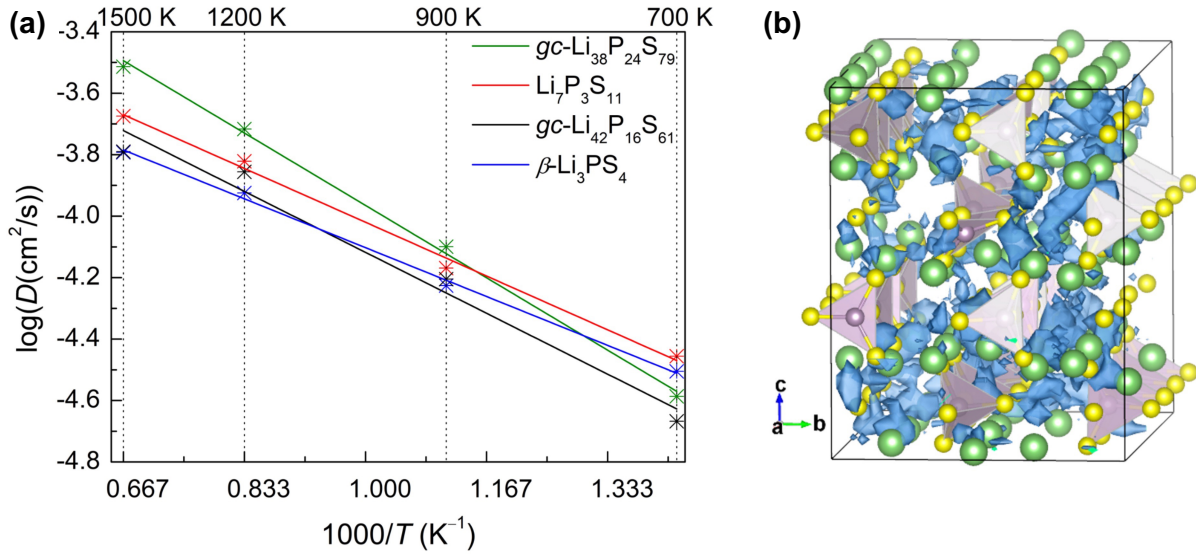 (a)
1500 K 1200 K 900 K 700 K
-3.4
-3.6
-3.8
-4.0
-4.2
-4.4
-4.6
-4.8
log(D(cm²/s))
gc-Li₃₈P₂₄S₇₉
Li₇P₃S₁₁
gc-Li₄₂P₁₆S₆₁
β-Li₃PS₄
0.667 0.833 1.000 1.167 1.333
1000/T (K⁻¹)
(b)
c
a b